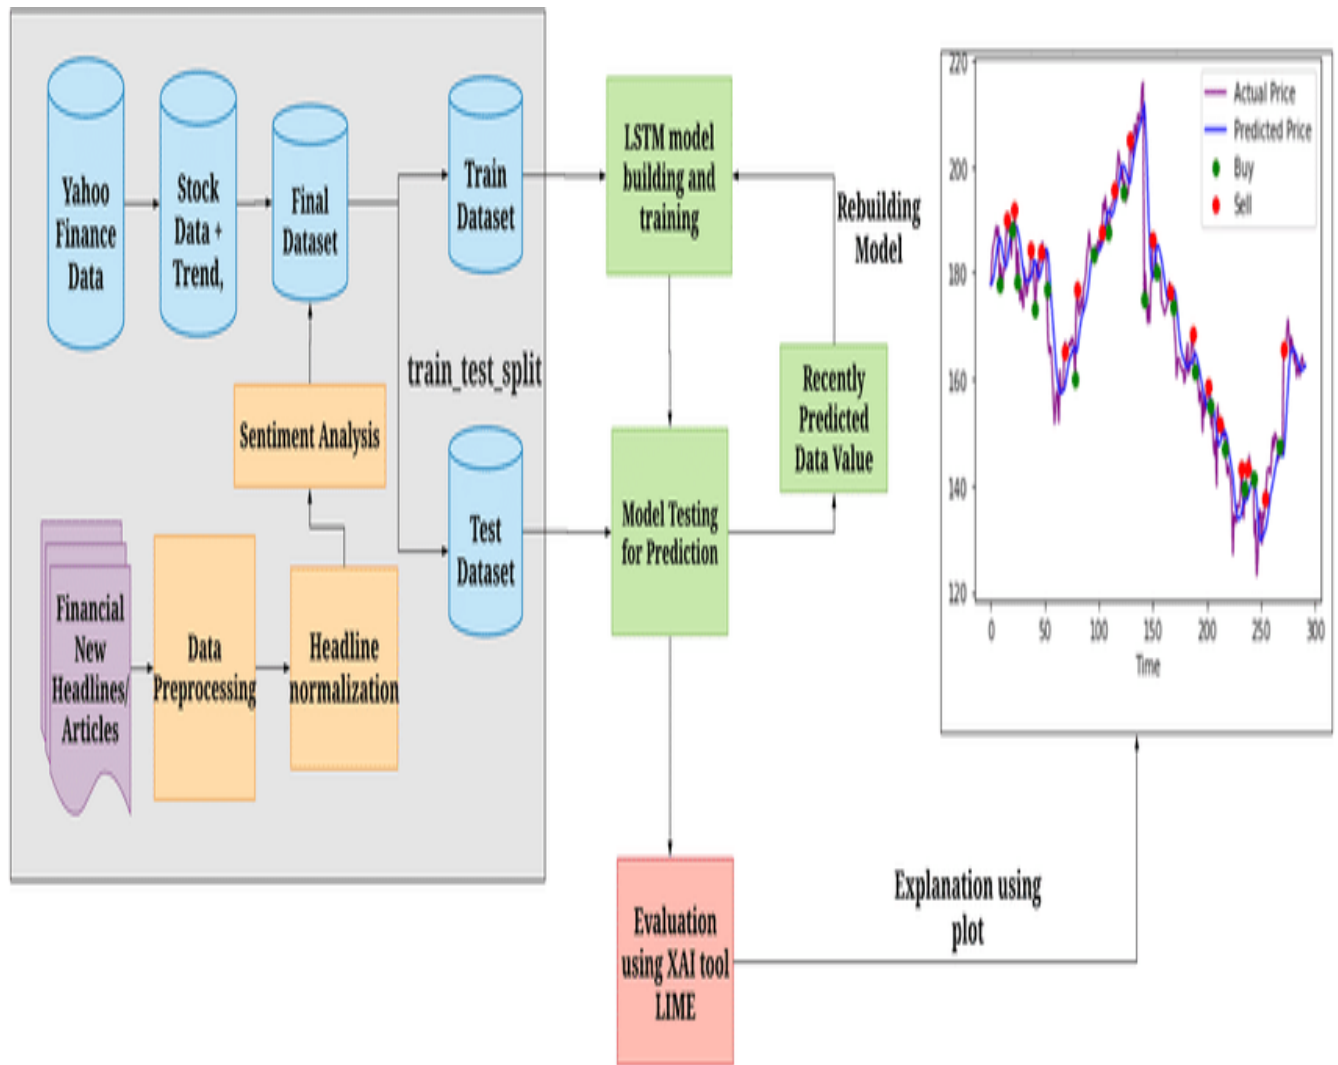 Yahoo
Finance
Data
Stock
Data +
Trend,
Final
Dataset
Train
Dataset
train_test_split
Sentiment Analysis
Test
Dataset
Financial
New
Headlines/
Articles
Data
Preprocessing
Headline
normalization
LSTM model
building and
training
Rebuilding
Model
Recently
Predicted
Data Value
Model Testing
for Prediction
Evaluation
using XAI tool
LIME
Explanation using
plot
Actual Price
Predicted Price
Buy
Sell
220
200
180
160
140
120
0 50 100 150 200 250 300
Time